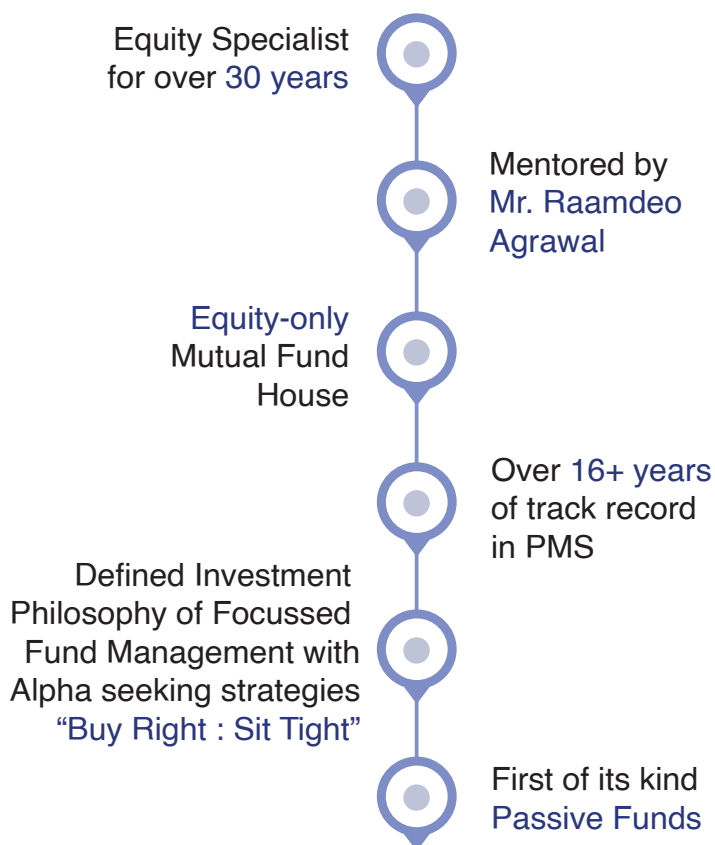 Equity Specialist
for over 30 years
Mentored by
Mr. Raamdeo
Agrawal
Equity-only
Mutual Fund
House
Over 16+ years
of track record
in PMS
Defined Investment
Philosophy of Focussed
Fund Management with
Alpha seeking strategies
“Buy Right : Sit Tight”
First of its kind
Passive Funds